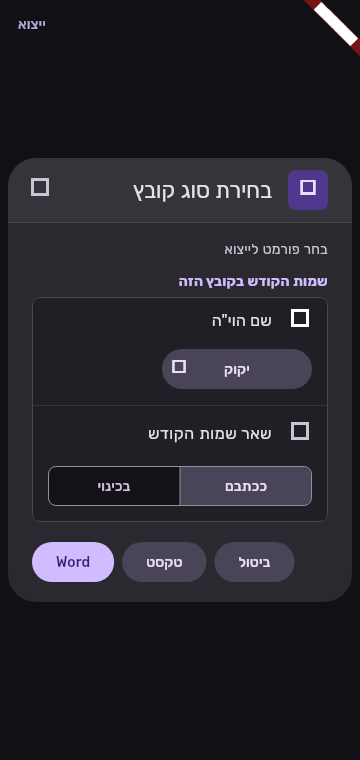 ייצוא
בחירת סוג קובץ
בחר פורמט לייצוא
שמות הקודש בקובץ הזה
שם הוי"ה
יקוק
שאר שמות הקודש
ככתבם
בכינוי
ביטול
טקסט
Word